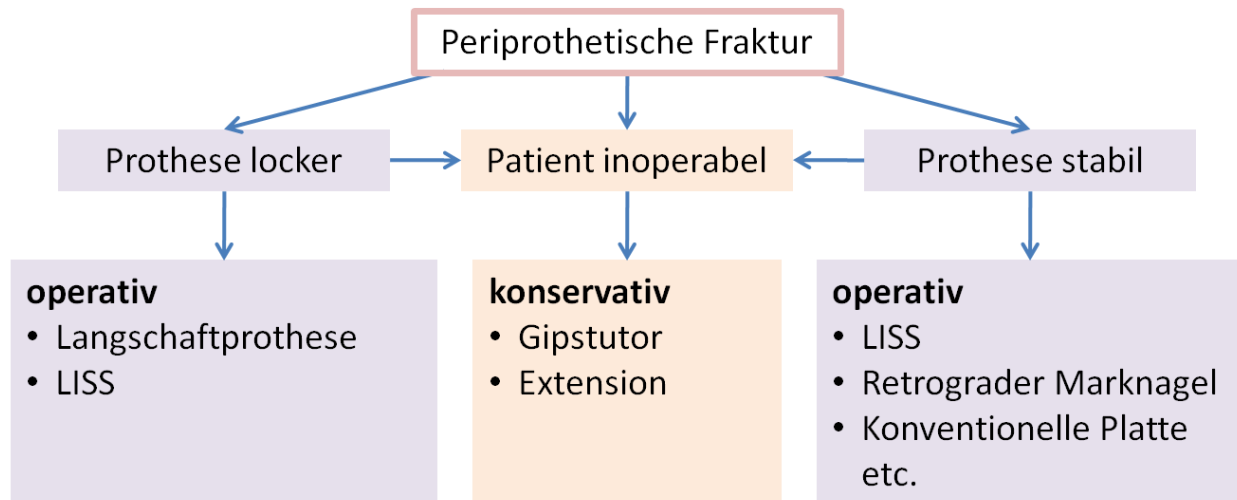 Periprothetische Fraktur
Prothese locker
Patient inoperabel
Prothese stabil
operativ
• Langschaftprothese
• LISS
konservativ
• Gipstutor
• Extension
operativ
• LISS
• Retrograder Marknagel
• Konventionelle Platte
etc.